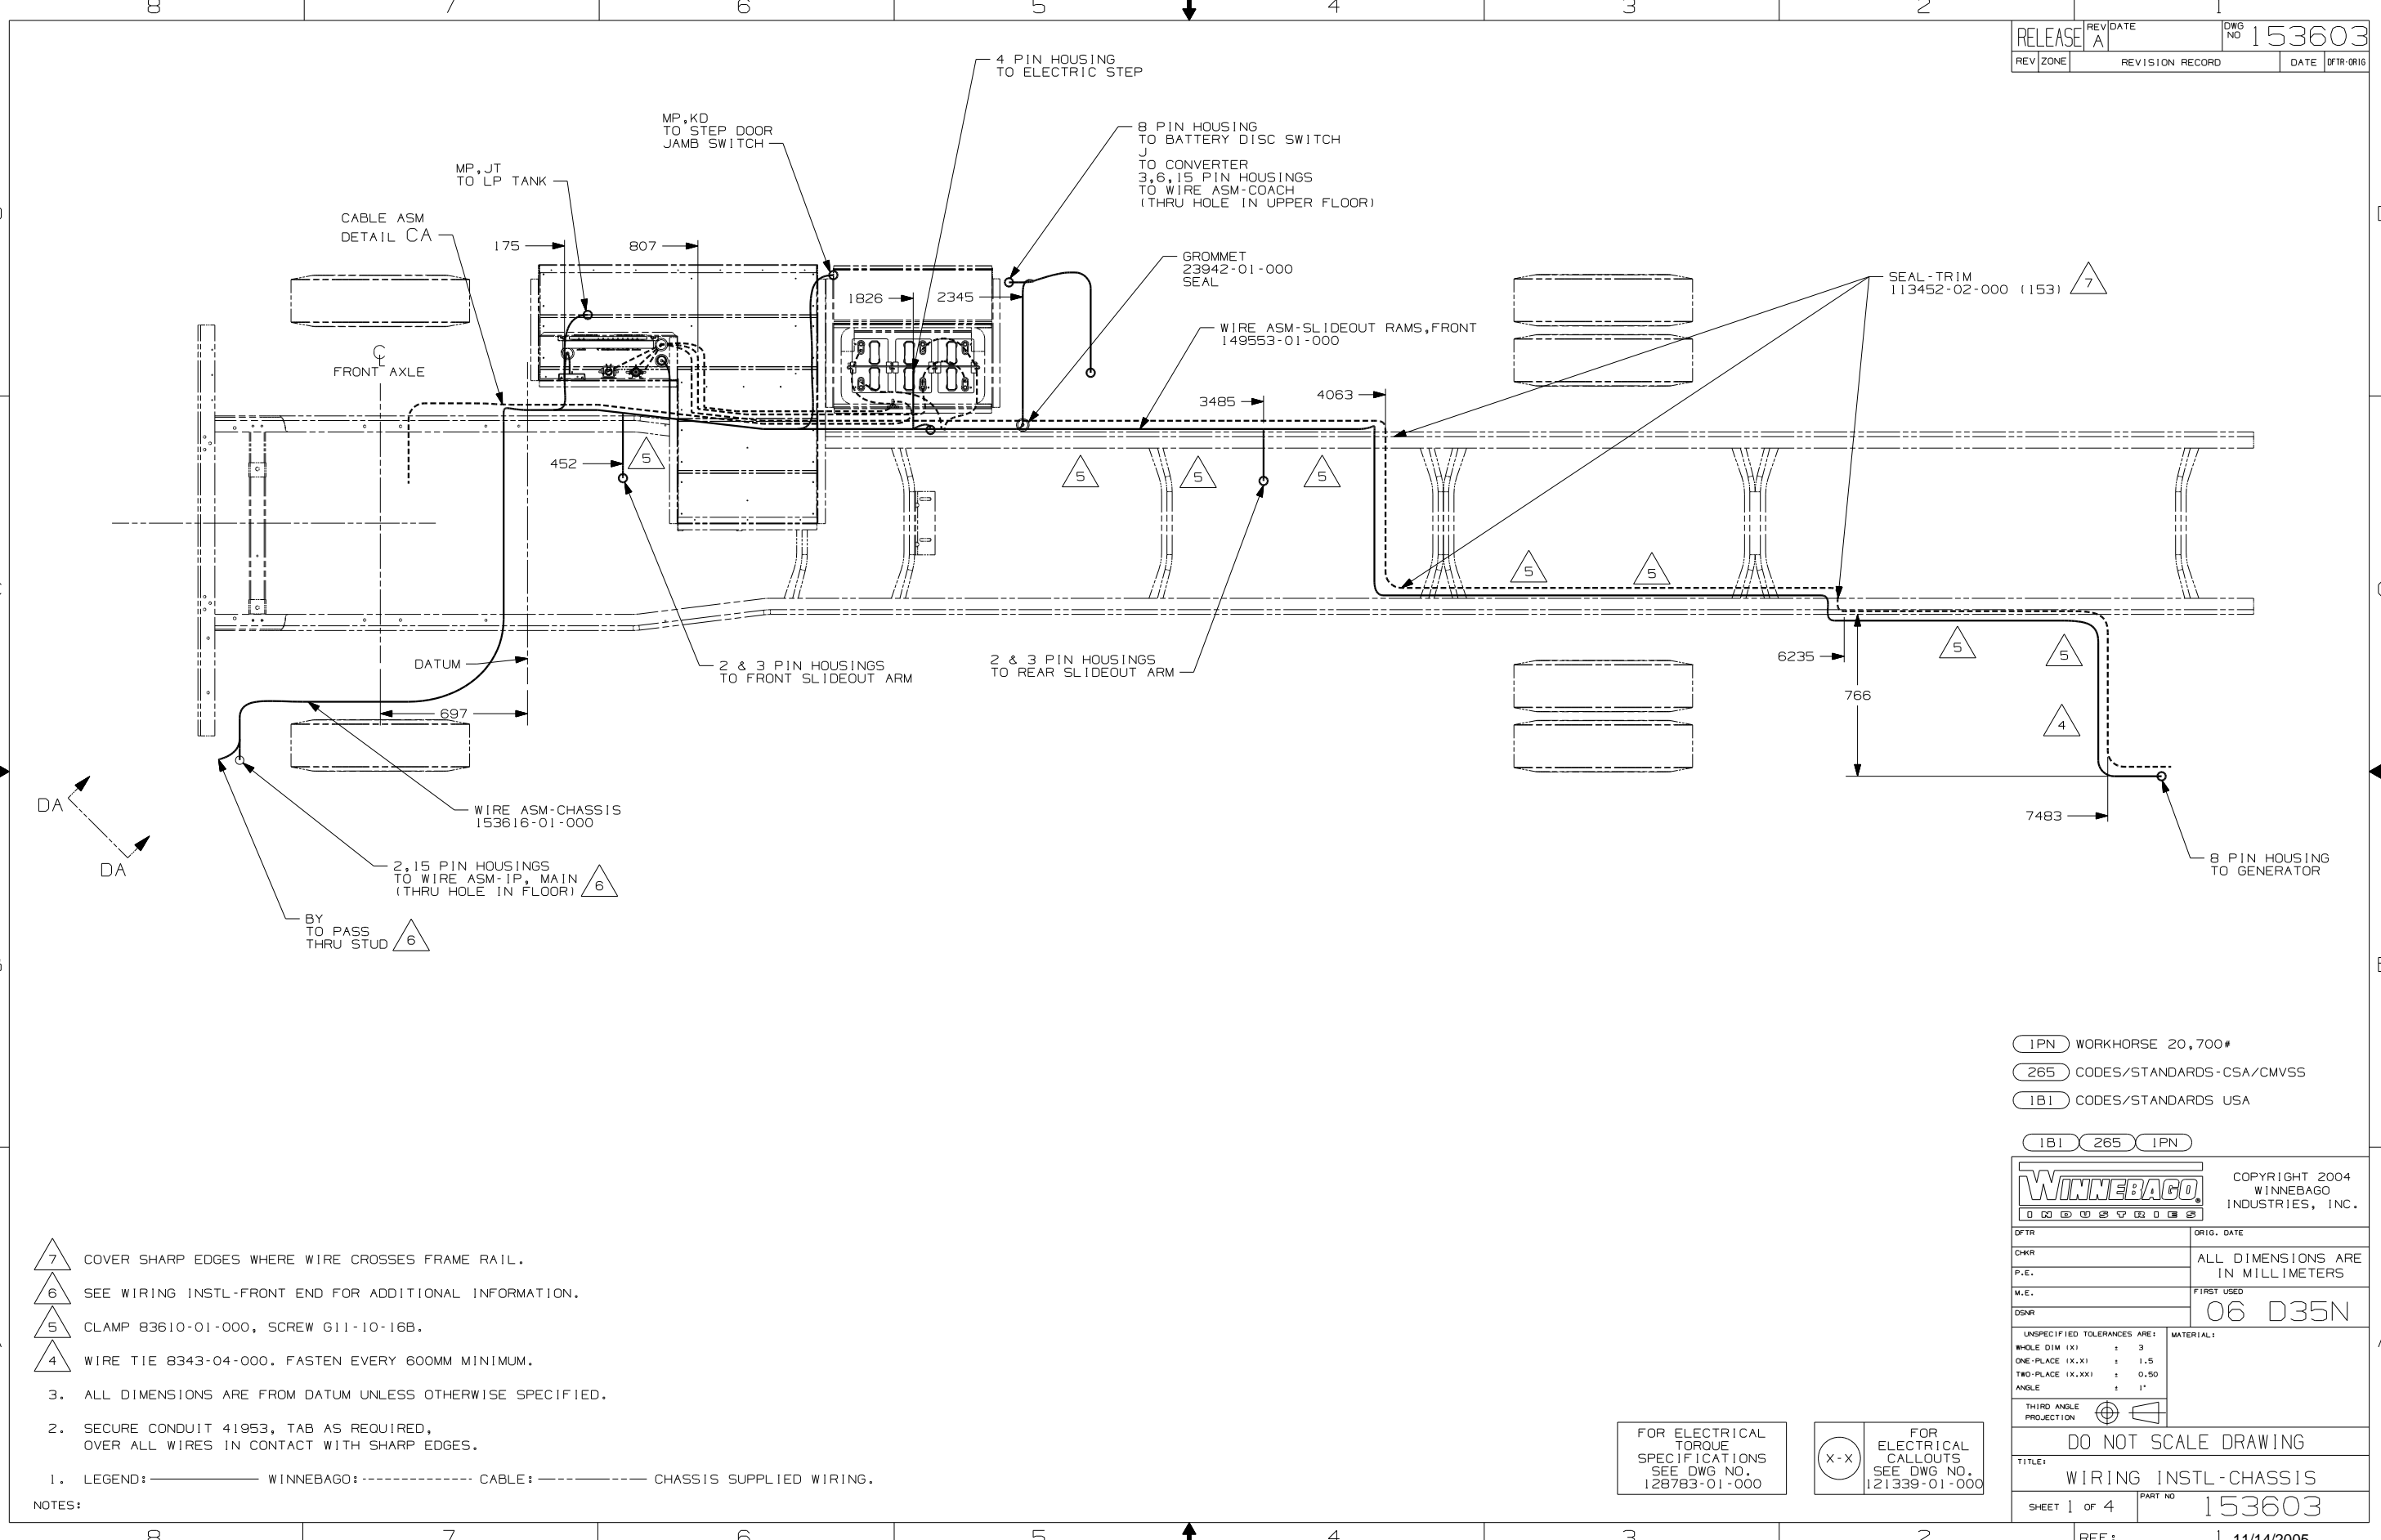 8 7 6 5 4 3 2 1
RELEASE
REV
A
DATE
DWG NO 153603
REV ZONE REVISION RECORD DATE DFTR-ORIG
4 PIN HOUSING
TO ELECTRIC STEP
MP,KD
TO STEP DOOR
JAMB SWITCH
8 PIN HOUSING
TO BATTERY DISC SWITCH
J
TO CONVERTER
3,6,15 PIN HOUSINGS
TO WIRE ASM-COACH
(THRU HOLE IN UPPER FLOOR)
MP,JT
TO LP TANK
CABLE ASM
DETAIL CA
175
807
GROMMET
23942-01-000
SEAL
SEAL-TRIM
113452-02-000 (153) 7
1826
2345
WIRE ASM-SLIDEOUT RAMS,FRONT
149553-01-000
FRONT AXLE
3485
4063
452
5
5
5
5
5
5
DATUM
2 & 3 PIN HOUSINGS
TO FRONT SLIDEOUT ARM
2 & 3 PIN HOUSINGS
TO REAR SLIDEOUT ARM
6235
5
5
766
697
4
DA
DA
WIRE ASM-CHASSIS
153616-01-000
7483
2,15 PIN HOUSINGS
TO WIRE ASM-IP, MAIN
(THRU HOLE IN FLOOR) 6
8 PIN HOUSING
TO GENERATOR
BY
TO PASS
THRU STUD 6
1PN WORKHORSE 20,700#
265 CODES/STANDARDS-CSA/CMVSS
1B1 CODES/STANDARDS USA
1B1 265 1PN
WINNEBAGO
INDUSTRIES
COPYRIGHT 2004
WINNEBAGO
INDUSTRIES, INC.
DFTR
ORIG. DATE
CHKR
ALL DIMENSIONS ARE
IN MILLIMETERS
P.E.
M.E.
FIRST USED
06 D35N
DSNR
UNSPECIFIED TOLERANCES ARE:
MATERIAL:
WHOLE DIM (X) ± 3
ONE-PLACE (X.X) ± 1.5
TWO-PLACE (X.XX) ± 0.50
ANGLE ± 1°
THIRD ANGLE
PROJECTION
DO NOT SCALE DRAWING
TITLE:
WIRING INSTL-CHASSIS
SHEET 1 OF 4
PART NO
153603
7 COVER SHARP EDGES WHERE WIRE CROSSES FRAME RAIL.
6 SEE WIRING INSTL-FRONT END FOR ADDITIONAL INFORMATION.
5 CLAMP 83610-01-000, SCREW G11-10-16B.
4 WIRE TIE 8343-04-000. FASTEN EVERY 600MM MINIMUM.
3. ALL DIMENSIONS ARE FROM DATUM UNLESS OTHERWISE SPECIFIED.
2. SECURE CONDUIT 41953, TAB AS REQUIRED,
OVER ALL WIRES IN CONTACT WITH SHARP EDGES.
1. LEGEND: WINNEBAGO: CABLE: CHASSIS SUPPLIED WIRING.
NOTES:
FOR ELECTRICAL
TORQUE
SPECIFICATIONS
SEE DWG NO.
128783-01-000
X-X
FOR
ELECTRICAL
CALLOUTS
SEE DWG NO.
121339-01-000
8 7 6 5 4 3 2
REF: 1 11/14/2005